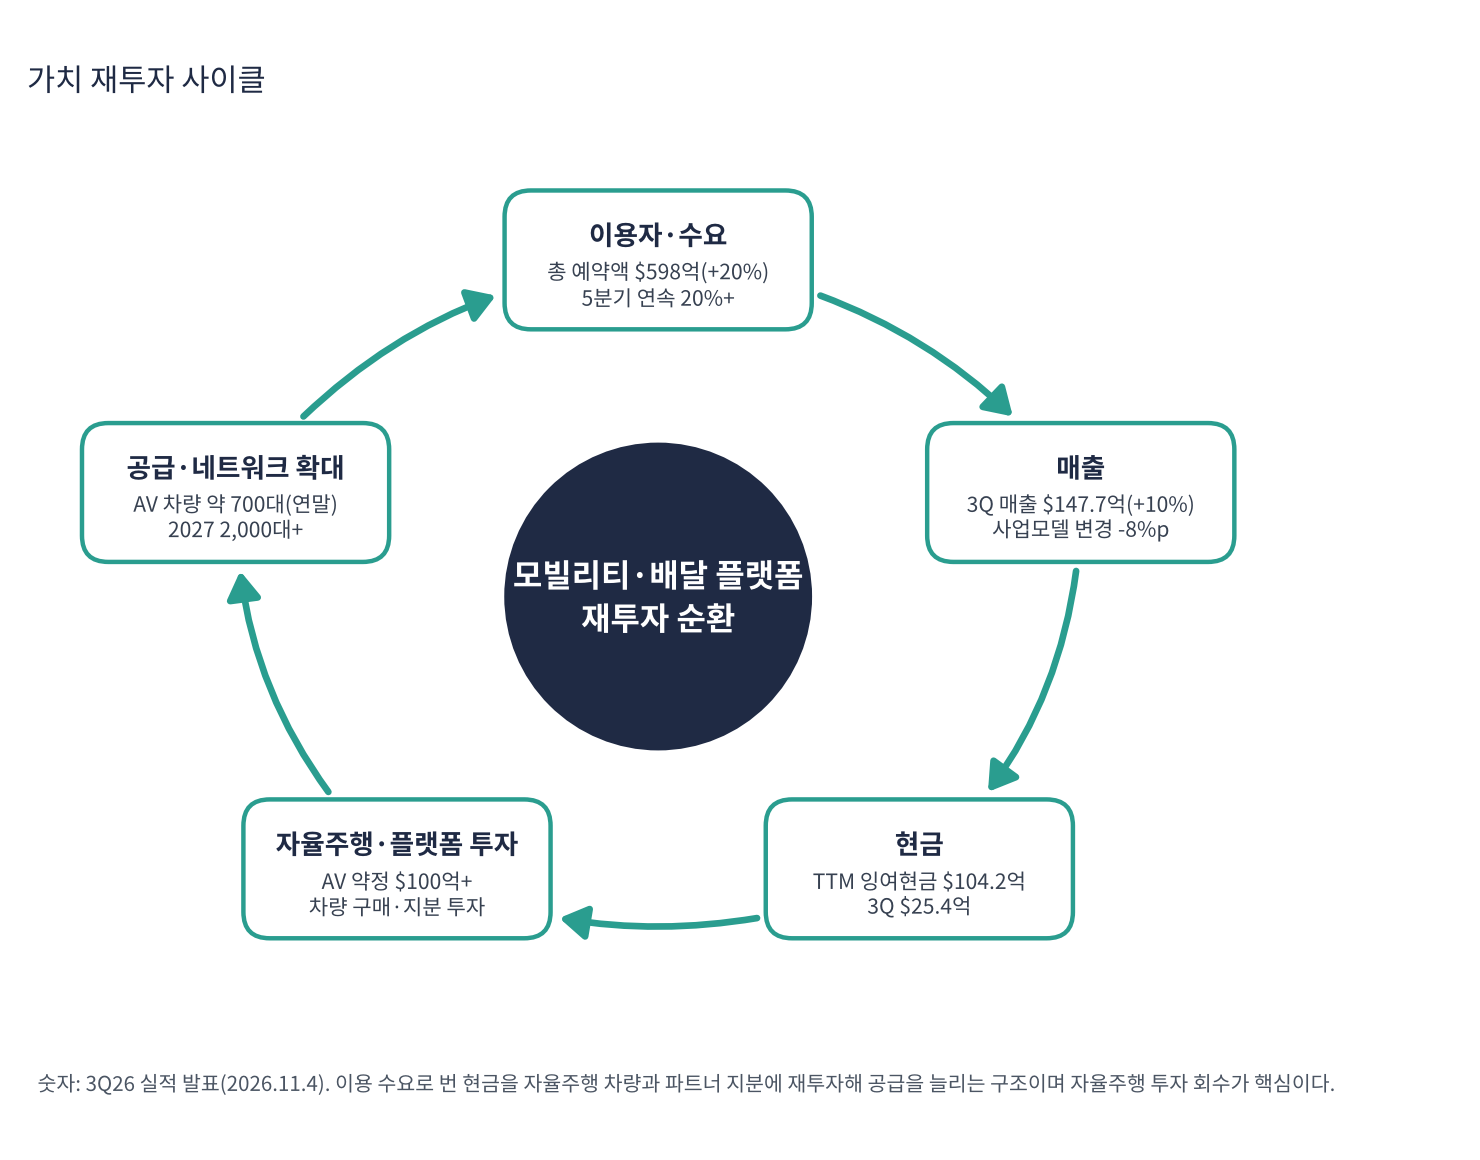 가치 재투자 사이클
이용자·수요
총 예약액 $598억(+20%)
5분기 연속 20%+
매출
3Q 매출 $147.7억(+10%)
사업모델 변경 -8%p
현금
TTM 잉여현금 $104.2억
3Q $25.4억
자율주행·플랫폼 투자
AV 약정 $100억+
차량 구매·지분 투자
공급·네트워크 확대
AV 차량 약 700대(연말)
2027 2,000대+
모빌리티·배달 플랫폼
재투자 순환
숫자: 3Q26 실적 발표(2026.11.4). 이용 수요로 번 현금을 자율주행 차량과 파트너 지분에 재투자해 공급을 늘리는 구조이며 자율주행 투자 회수가 핵심이다.